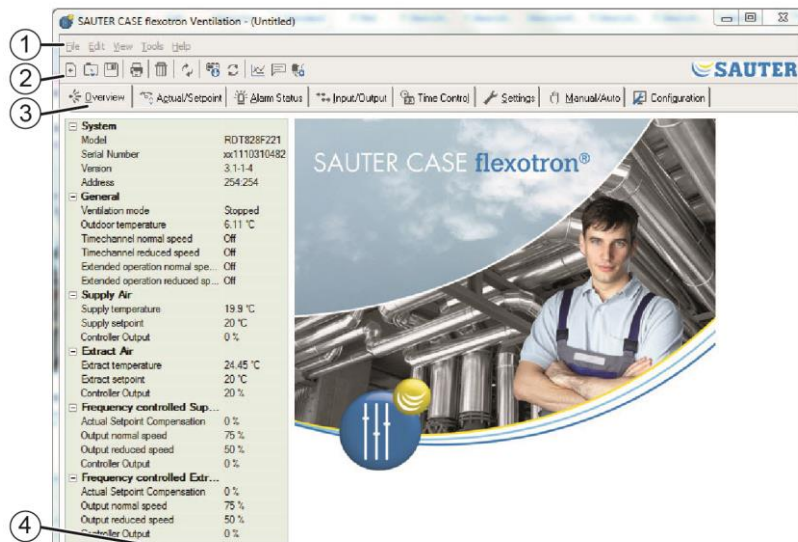 SAUTER CASE flexotron Ventilation - (Untitled)
1
File Edit View Tools Help
2
SAUTER
3
Overview Actual/Setpoint Alarm Status Input/Output Time Control Settings Manual/Auto Configuration
System
Model RDT828F221
Serial Number xx1110310482
Version 3.1-1-4
Address 254:254
General
Ventilation mode Stopped
Outdoor temperature 6.11 °C
Timechannel normal speed Off
Timechannel reduced speed Off
Extended operation normal spe... Off
Extended operation reduced sp... Off
Supply Air
Supply temperature 19.9 °C
Supply setpoint 20 °C
Controller Output 0 %
Extract Air
Extract temperature 24.45 °C
Extract setpoint 20 °C
Controller Output 20 %
Frequency controlled Sup...
Actual Setpoint Compensation 0 %
Output normal speed 75 %
Output reduced speed 50 %
Controller Output 0 %
Frequency controlled Extr...
Actual Setpoint Compensation 0 %
Output normal speed 75 %
Output reduced speed 50 %
Controller Output 0 %
4
SAUTER CASE flexotron®